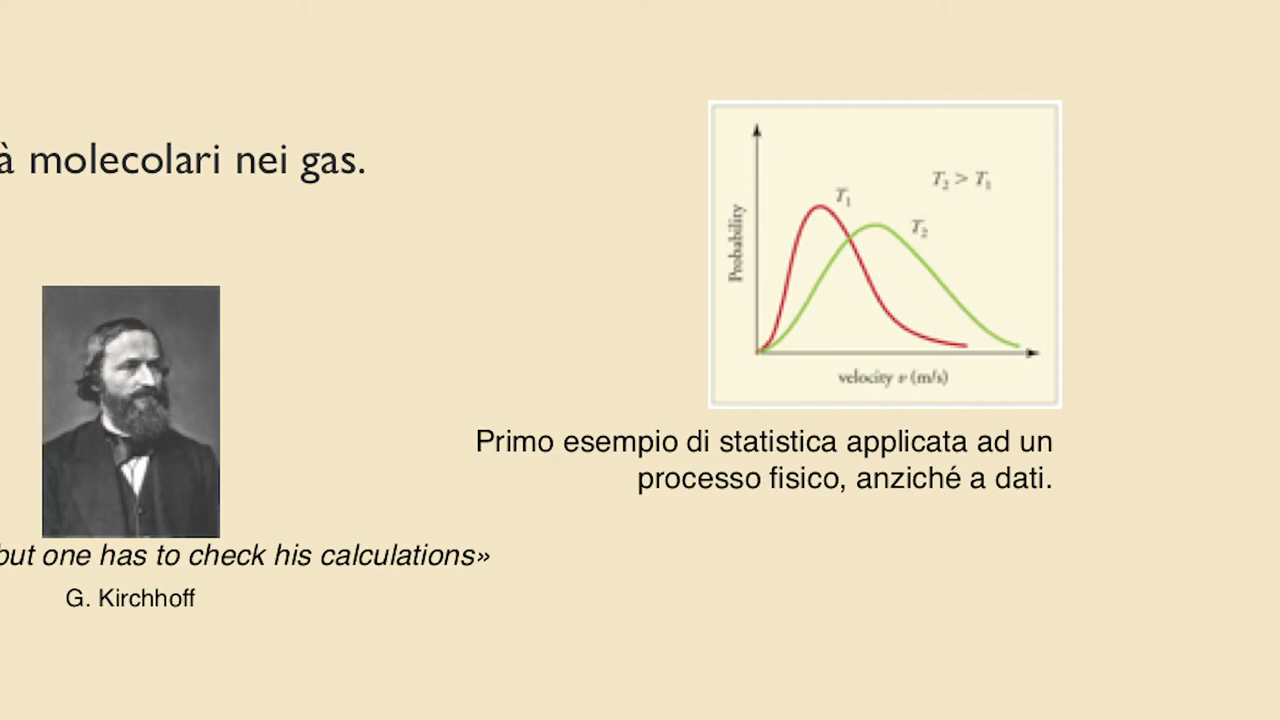 à molecolari nei gas.
T₂ > T₁
T₁
T₂
Probability
velocity v (m/s)
Primo esempio di statistica applicata ad un
processo fisico, anziché a dati.
but one has to check his calculations»
G. Kirchhoff